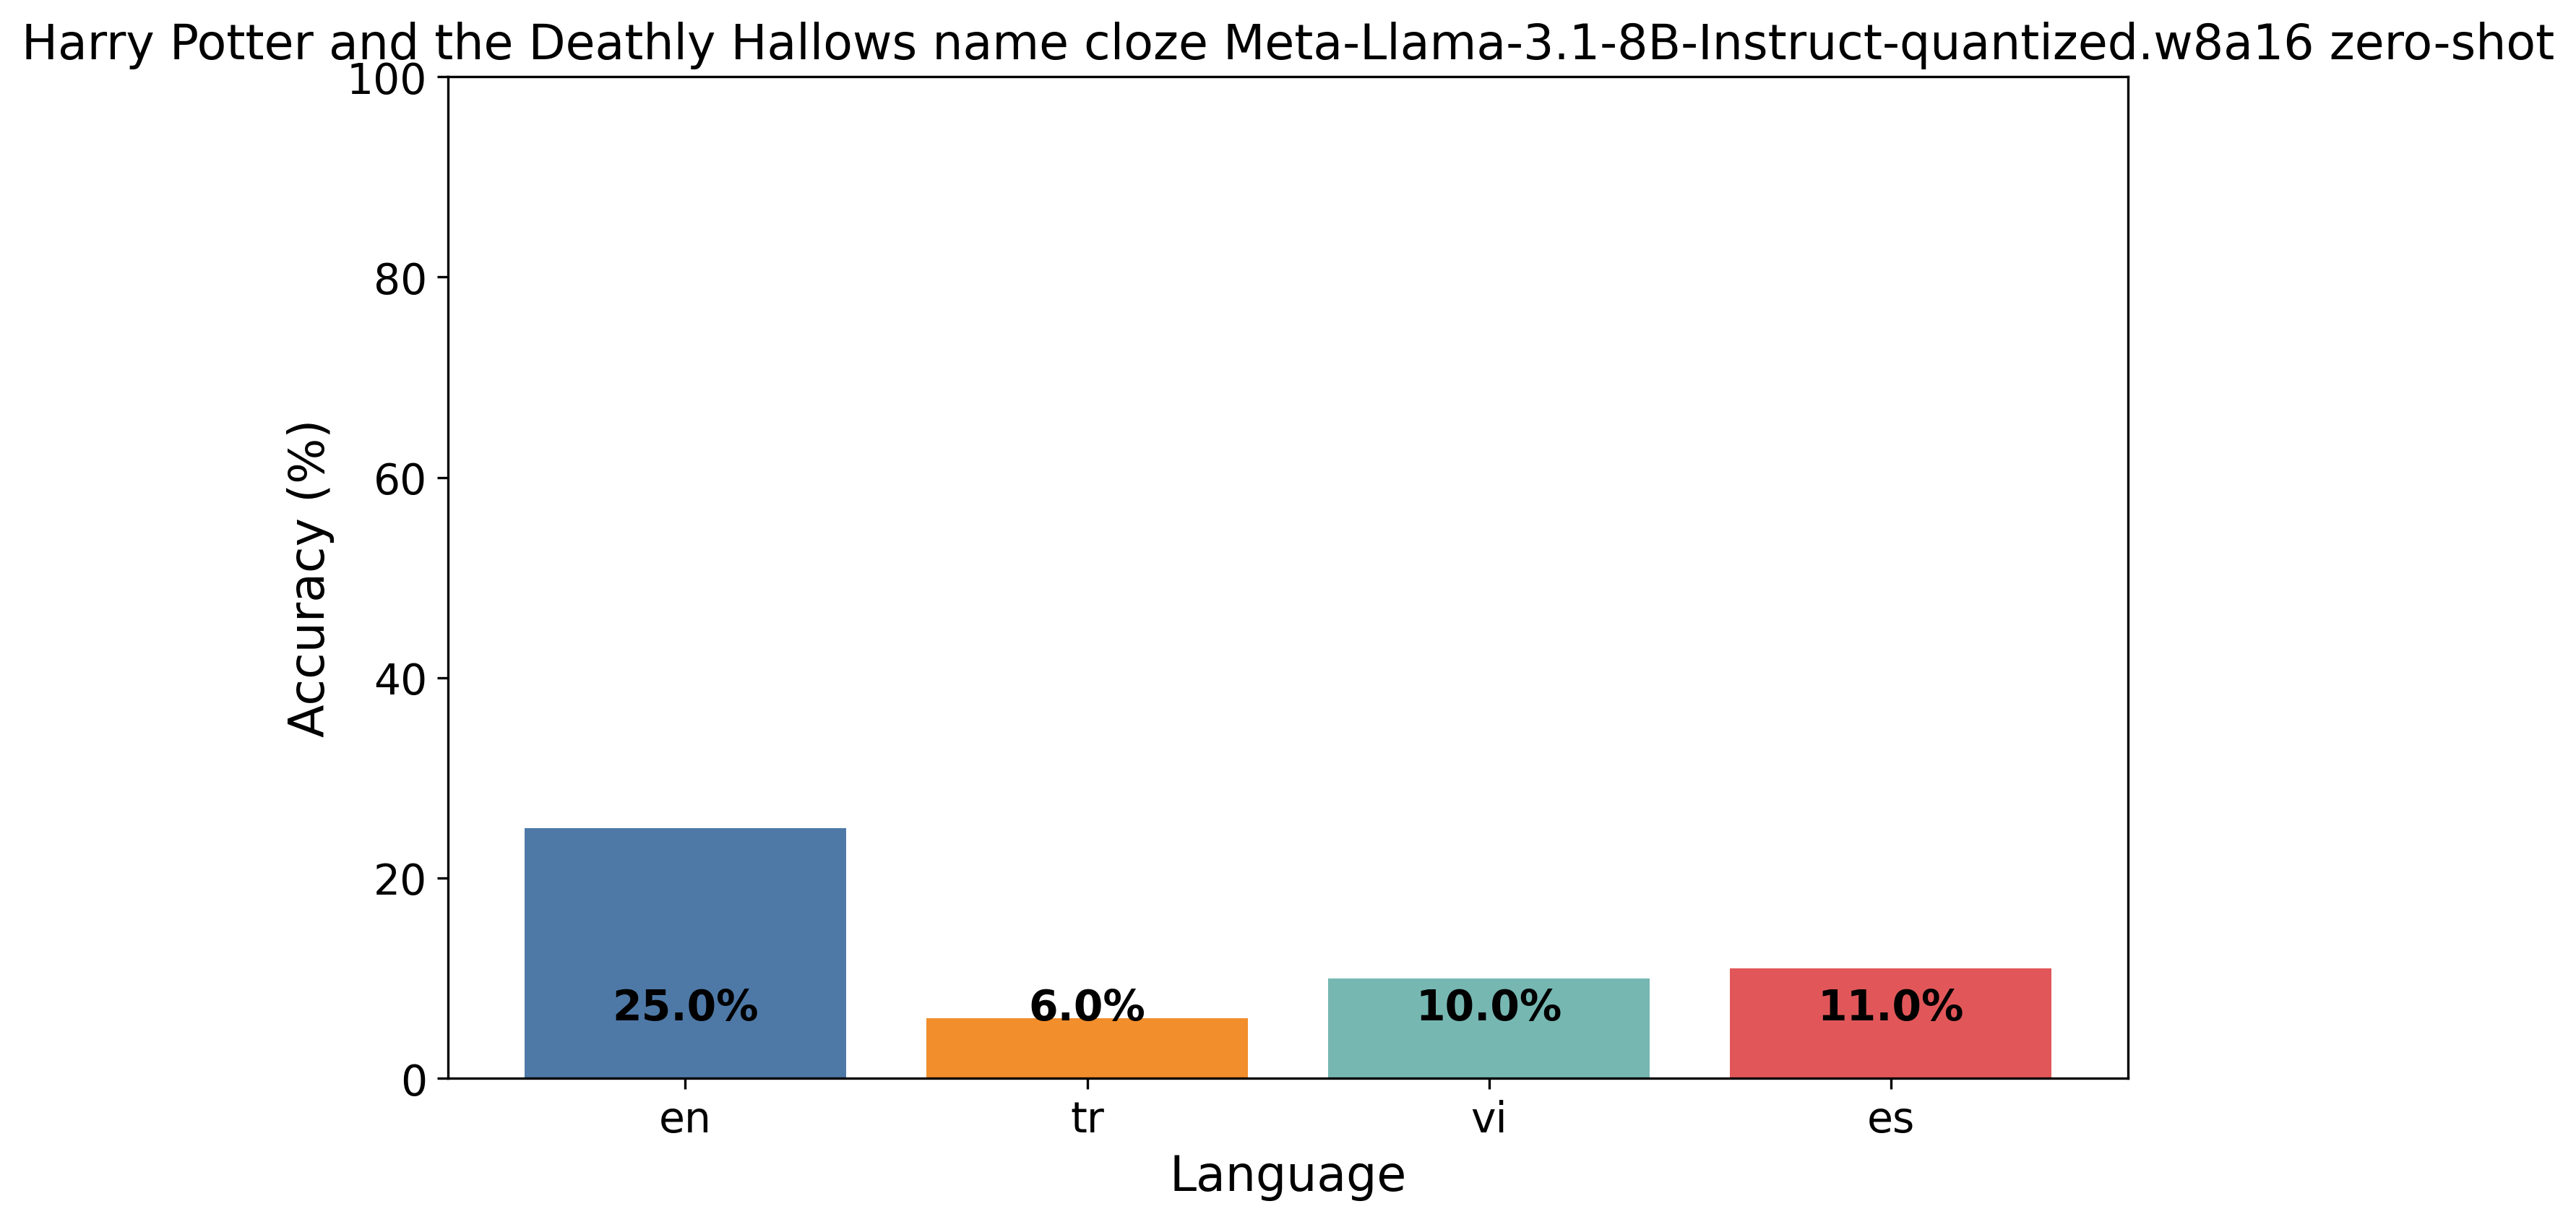 Harry Potter and the Deathly Hallows name cloze Meta-Llama-3.1-8B-Instruct-quantized.w8a16 zero-shot
100
80
60
40
20
0
Accuracy (%)
25.0%
6.0%
10.0%
11.0%
en
tr
vi
es
Language